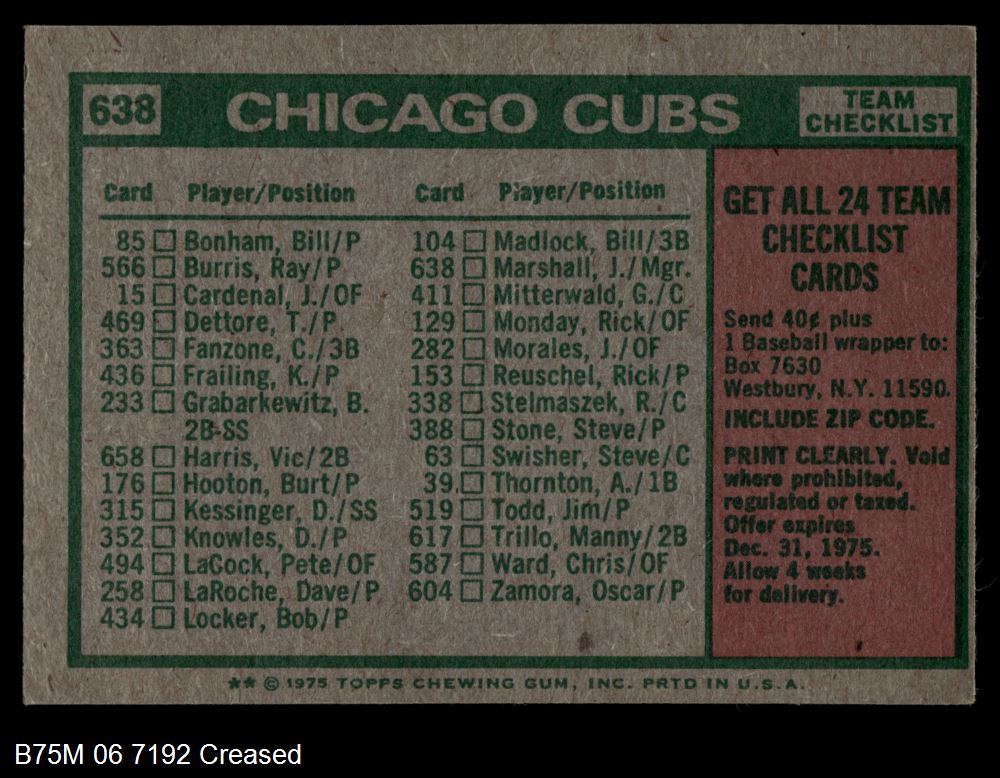 638 CHICAGO CUBS TEAM CHECKLIST
Card Player/Position
85 Bonham, Bill/P
566 Burris, Ray/P
15 Cardenal, J./OF
469 Dettore, T./P
363 Fanzone, C./3B
436 Frailing, K./P
233 Grabarkewitz, B.
2B-SS
658 Harris, Vic/2B
176 Hooton, Burt/P
315 Kessinger, D./SS
352 Knowles, D./P
494 LaCock, Pete/OF
258 LaRoche, Dave/P
434 Locker, Bob/P
Card Player/Position
104 Madlock, Bill/3B
638 Marshall, J./Mgr.
411 Mitterwald, G./C
129 Monday, Rick/OF
282 Morales, J./OF
153 Reuschel, Rick/P
338 Stelmaszek, R./C
388 Stone, Steve/P
63 Swisher, Steve/C
39 Thornton, A./1B
519 Todd, Jim/P
617 Trillo, Manny/2B
587 Ward, Chris/OF
604 Zamora, Oscar/P
GET ALL 24 TEAM
CHECKLIST
CARDS
Send 40¢ plus
1 Baseball wrapper to:
Box 7630
Westbury, N.Y. 11590.
INCLUDE ZIP CODE.
PRINT CLEARLY. Void
where prohibited,
regulated or taxed.
Offer expires
Dec. 31, 1975.
Allow 4 weeks
for delivery.
** © 1975 TOPPS CHEWING GUM, INC. PRTD IN U.S.A.
B75M 06 7192 Creased